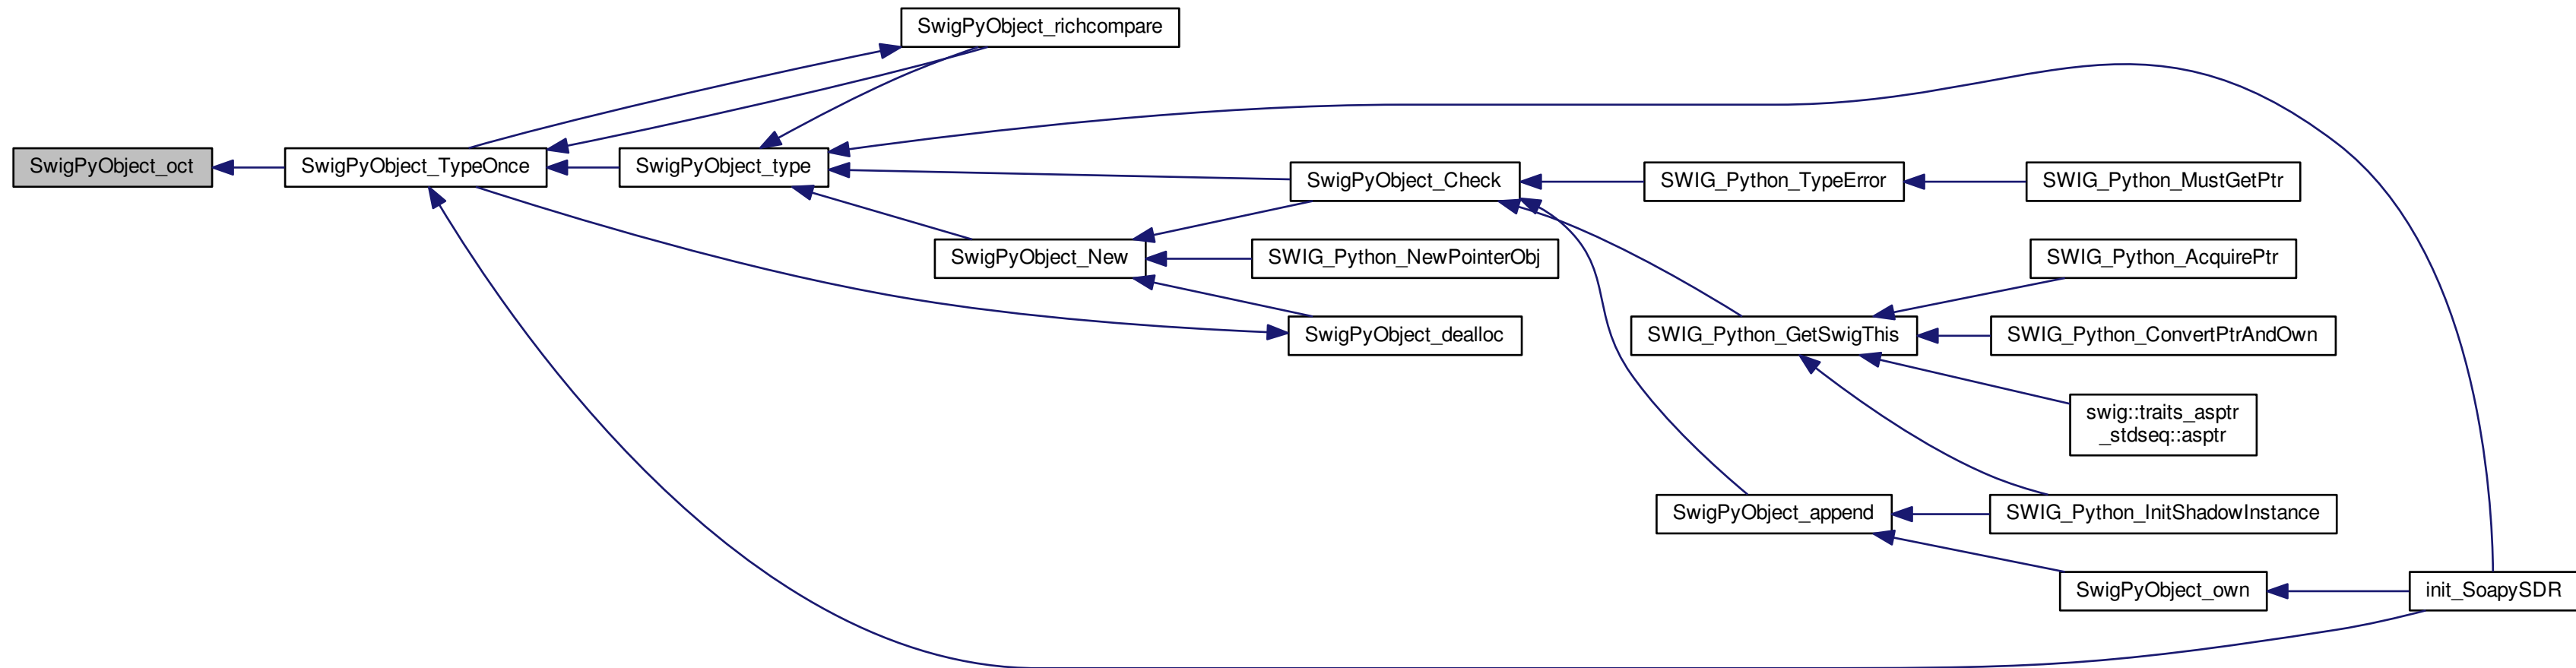 SwigPyObject_richcompare
SwigPyObject_oct
SwigPyObject_TypeOnce
SwigPyObject_type
SwigPyObject_Check
SWIG_Python_TypeError
SWIG_Python_MustGetPtr
SwigPyObject_New
SWIG_Python_NewPointerObj
SWIG_Python_AcquirePtr
SwigPyObject_dealloc
SWIG_Python_GetSwigThis
SWIG_Python_ConvertPtrAndOwn
swig::traits_asptr
_stdseq::asptr
SwigPyObject_append
SWIG_Python_InitShadowInstance
SwigPyObject_own
init_SoapySDR